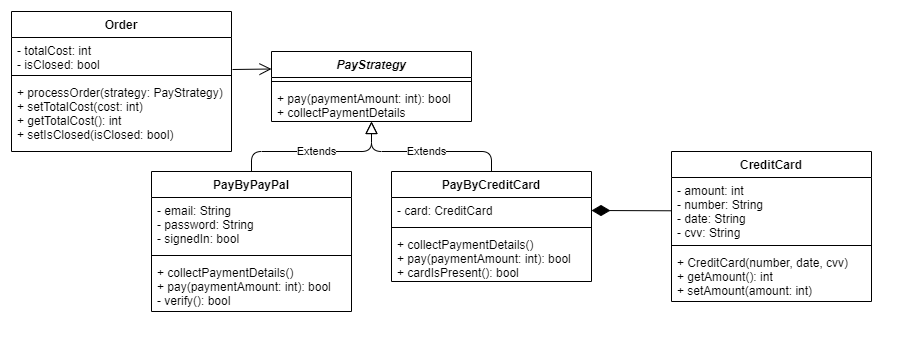 Order
- totalCost: int
- isClosed: bool
+ processOrder(strategy: PayStrategy)
+ setTotalCost(cost: int)
+ getTotalCost(): int
+ setIsClosed(isClosed: bool)
PayStrategy
+ pay(paymentAmount: int): bool
+ collectPaymentDetails
Extends
Extends
PayByPayPal
- email: String
- password: String
- signedIn: bool
+ collectPaymentDetails()
+ pay(paymentAmount: int): bool
- verify(): bool
PayByCreditCard
- card: CreditCard
+ collectPaymentDetails()
+ pay(paymentAmount: int): bool
+ cardIsPresent(): bool
CreditCard
- amount: int
- number: String
- date: String
- cvv: String
+ CreditCard(number, date, cvv)
+ getAmount(): int
+ setAmount(amount: int)